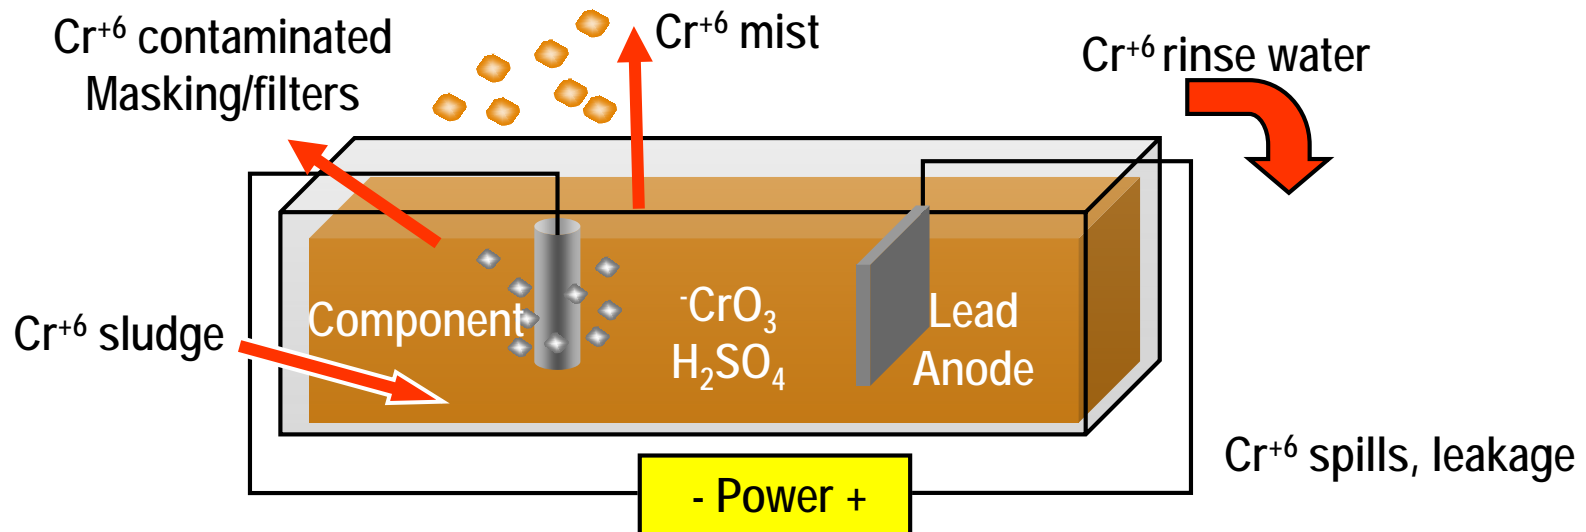 Cr⁺⁶ contaminated
Masking/filters
Cr⁺⁶ mist
Cr⁺⁶ rinse water
Component
⁻CrO₃
H₂SO₄
Lead
Anode
Cr⁺⁶ sludge
Cr⁺⁶ spills, leakage
- Power +